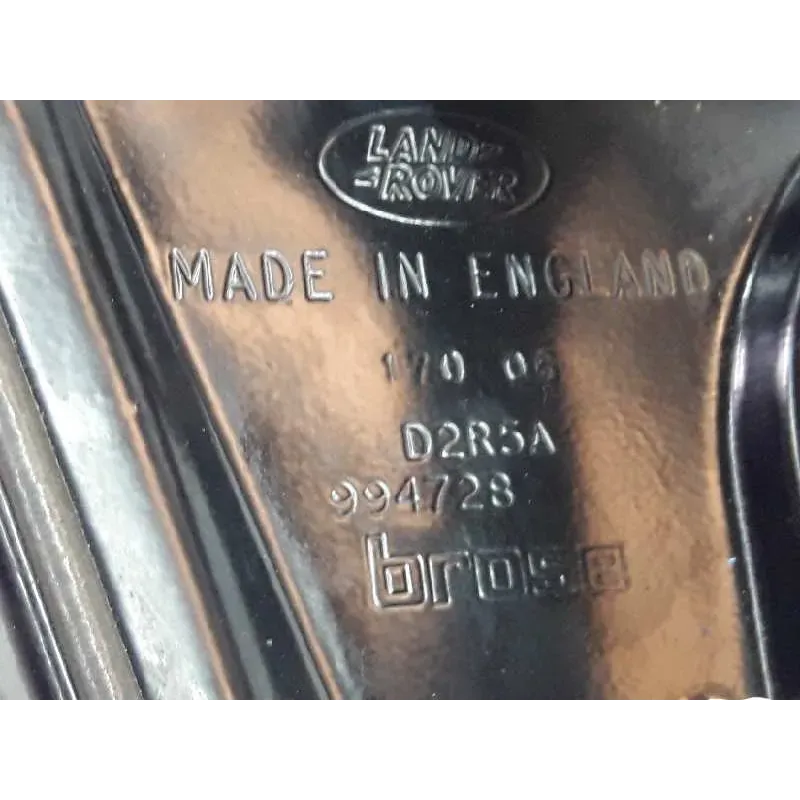 LAND-
-ROVER
MADE IN ENGLAND
170 06
D2R5A
994728
brose